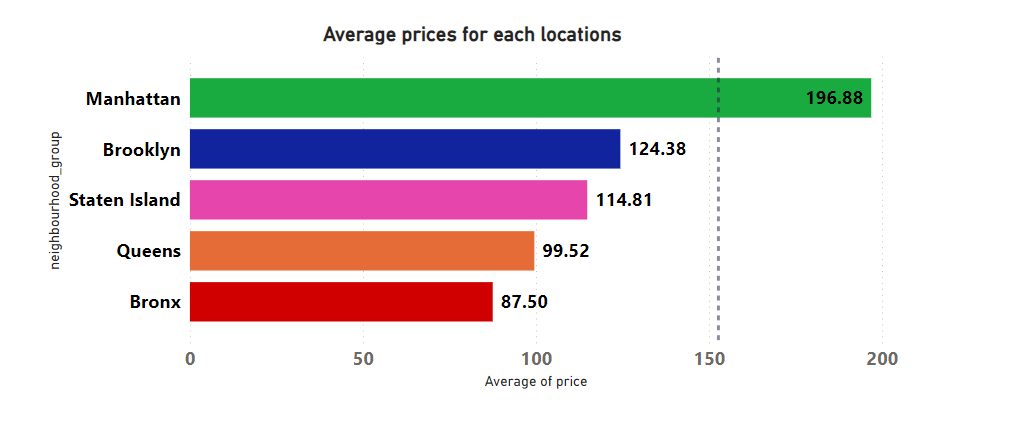 Average prices for each locations
neighbourhood_group
Manhattan 196.88
Brooklyn 124.38
Staten Island 114.81
Queens 99.52
Bronx 87.50
0 50 100 150 200
Average of price